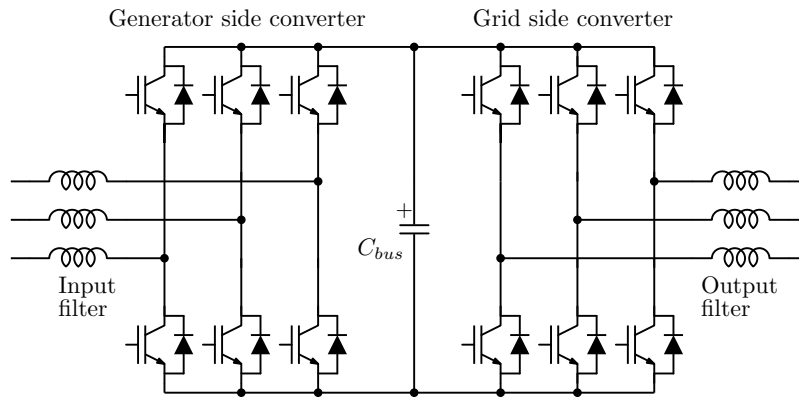 Generator side converter
Grid side converter
+
C_bus
Input
filter
Output
filter